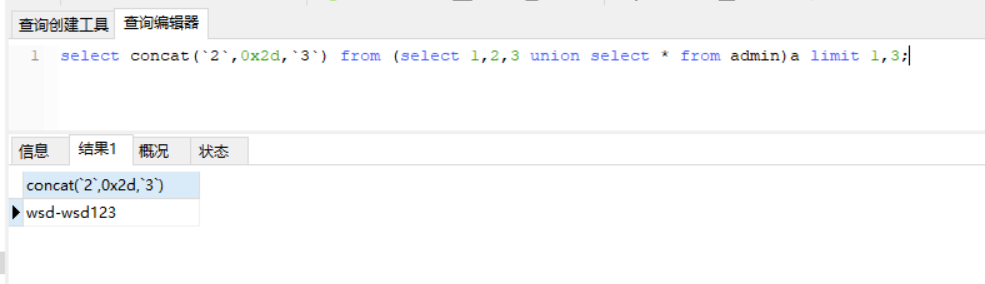 查询创建工具 查询编辑器
1 select concat(`2`,0x2d,`3`) from (select 1,2,3 union select * from admin)a limit 1,3;
信息 结果1 概况 状态
concat(`2`,0x2d,`3`)
wsd-wsd123